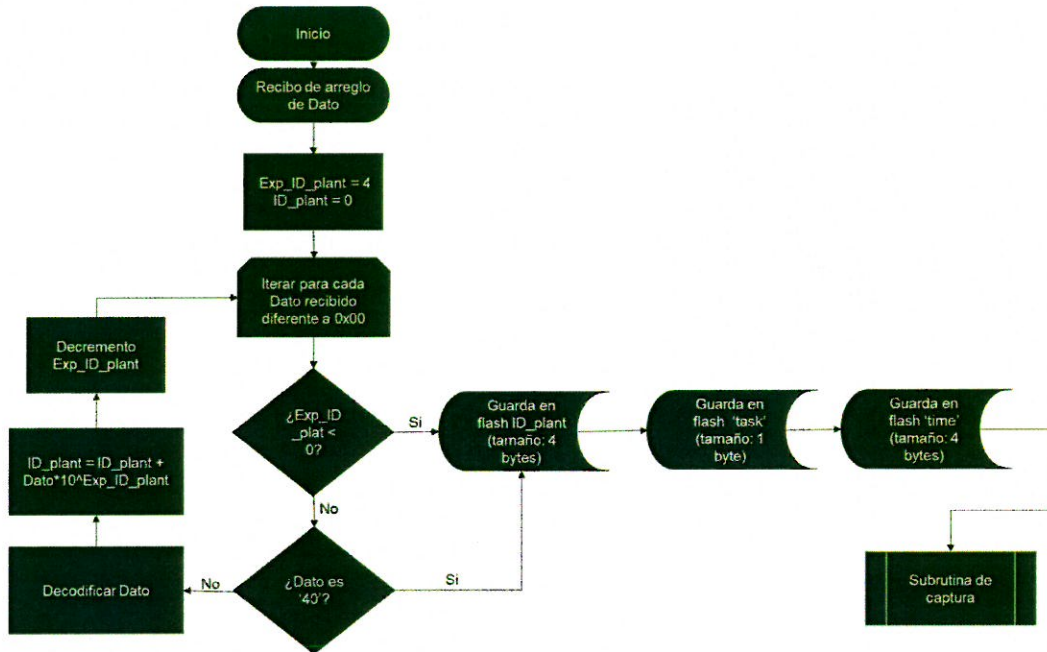 Inicio
Recibo de arreglo
de Dato
Exp_ID_plant = 4
ID_plant = 0
Iterar para cada
Dato recibido
diferente a 0x00
Decremento
Exp_ID_plant
¿Exp_ID
_plat <
0?
Si
Guarda en
flash ID_plant
(tamaño: 4
bytes)
Guarda en
flash 'task'
(tamaño: 1
byte)
Guarda en
flash 'time'
(tamaño: 4
bytes)
ID_plant = ID_plant +
Dato*10^Exp_ID_plant
No
Decodificar Dato
No
¿Dato es
'40'?
Si
Subrutina de
captura